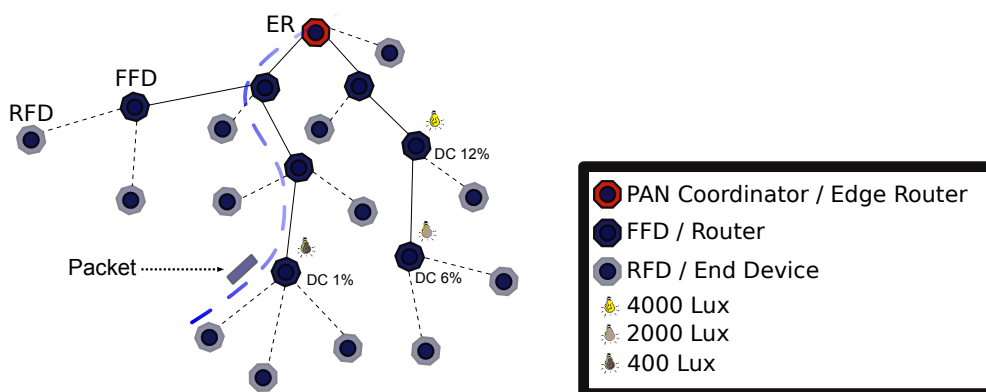 ER
FFD
RFD
DC 12%
Packet
DC 1%
DC 6%
PAN Coordinator / Edge Router
FFD / Router
RFD / End Device
4000 Lux
2000 Lux
400 Lux